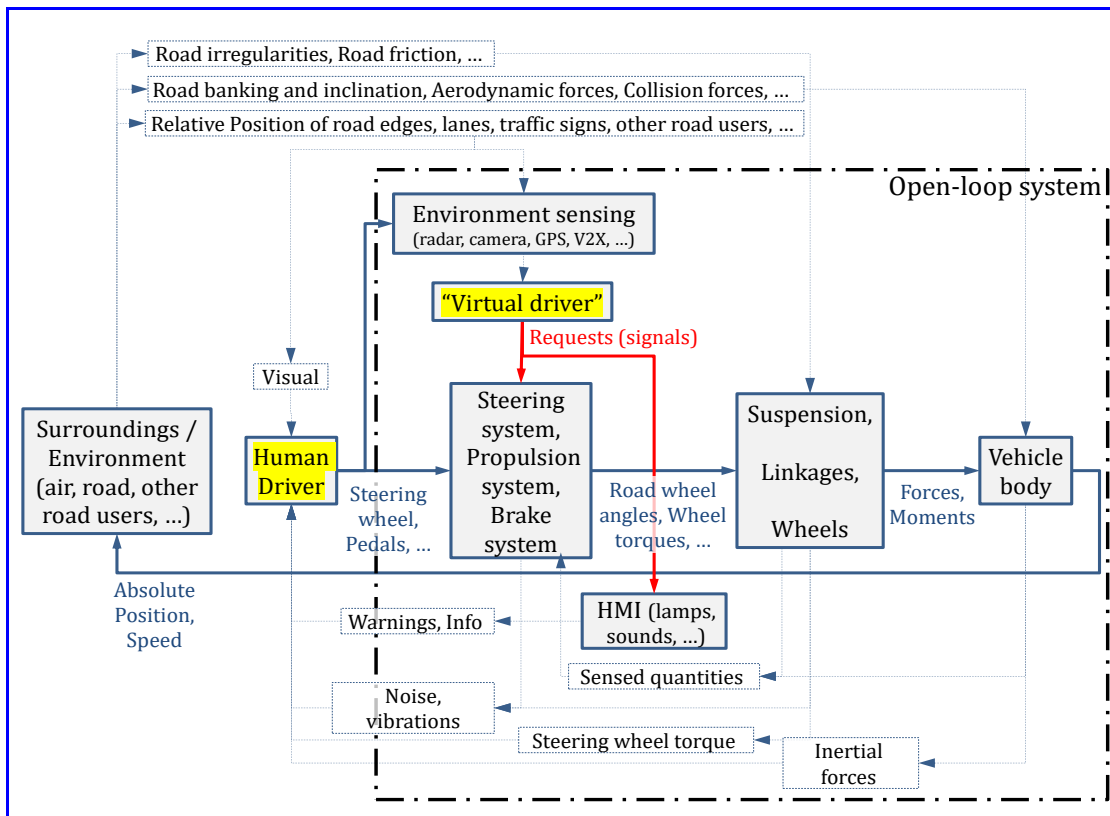 Road irregularities, Road friction, …
Road banking and inclination, Aerodynamic forces, Collision forces, …
Relative Position of road edges, lanes, traffic signs, other road users, …
Open-loop system
Environment sensing
(radar, camera, GPS, V2X, …)
“Virtual driver”
Requests (signals)
Visual
Surroundings /
Environment
(air, road, other
road users, …)
Human
Driver
Steering
wheel,
Pedals, …
Steering
system,
Propulsion
system,
Brake
system
Road wheel
angles, Wheel
torques, …
Suspension,
Linkages,
Wheels
Forces,
Moments
Vehicle
body
Absolute
Position,
Speed
HMI (lamps,
sounds, …)
Warnings, Info
Sensed quantities
Noise,
vibrations
Steering wheel torque
Inertial
forces